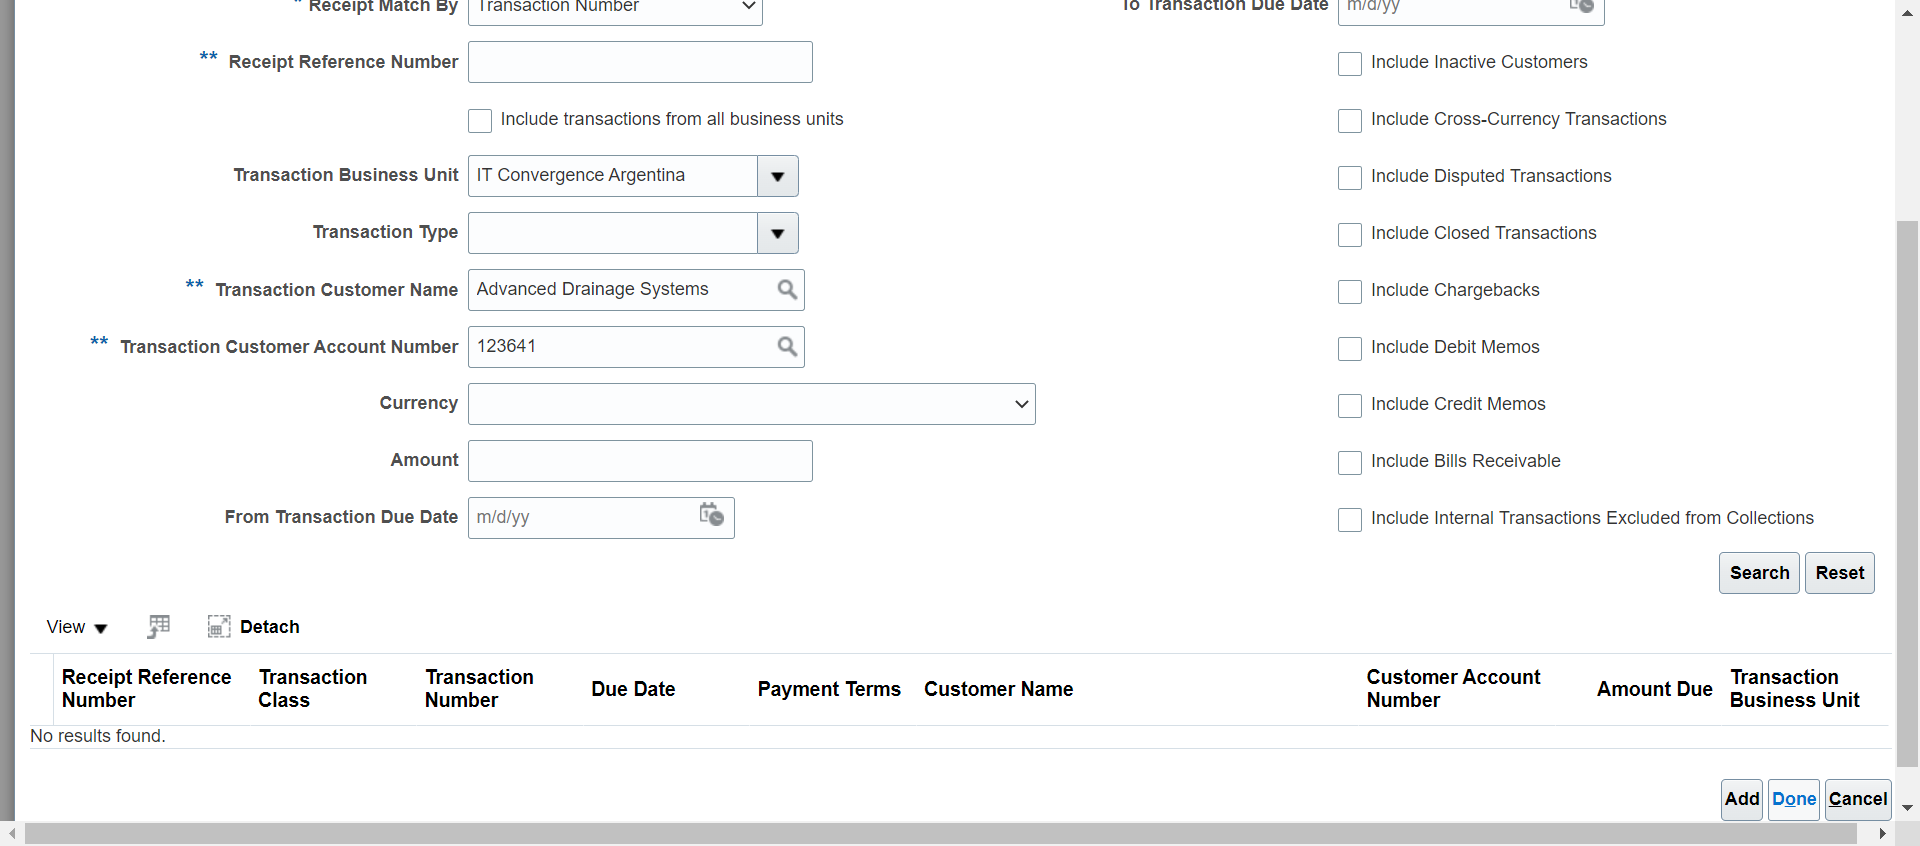 * Receipt Match By Transaction Number
To Transaction Due Date m/d/yy
** Receipt Reference Number
Include Inactive Customers
Include transactions from all business units
Include Cross-Currency Transactions
Transaction Business Unit IT Convergence Argentina
Include Disputed Transactions
Transaction Type
Include Closed Transactions
** Transaction Customer Name Advanced Drainage Systems
Include Chargebacks
** Transaction Customer Account Number 123641
Include Debit Memos
Currency
Include Credit Memos
Amount
Include Bills Receivable
From Transaction Due Date m/d/yy
Include Internal Transactions Excluded from Collections
Search Reset
View Detach
Receipt Reference Number
Transaction Class
Transaction Number
Due Date
Payment Terms
Customer Name
Customer Account Number
Amount Due
Transaction Business Unit
No results found.
Add Done Cancel